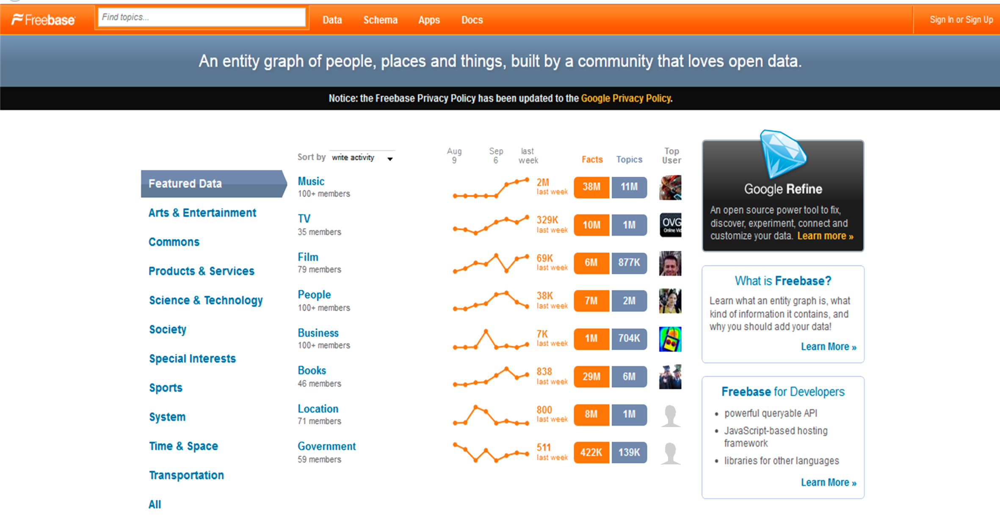 Freebase
Find topics...
Data Schema Apps Docs
Sign In or Sign Up
An entity graph of people, places and things, built by a community that loves open data.
Notice: the Freebase Privacy Policy has been updated to the Google Privacy Policy.
Featured Data
Arts & Entertainment
Commons
Products & Services
Science & Technology
Society
Special Interests
Sports
System
Time & Space
Transportation
All
Sort by write activity
Aug
9
Sep
6
last
week
Facts
Topics
Top
User
Music
100+ members
2M
last week
38M
11M
TV
35 members
329K
last week
10M
1M
OVG
Online
Film
79 members
69K
last week
6M
877K
People
100+ members
38K
last week
7M
2M
Business
100+ members
7K
last week
1M
704K
Books
46 members
838
last week
29M
6M
Location
71 members
800
last week
8M
1M
Government
59 members
511
last week
422K
139K
Google Refine
An open source power tool to fix,
discover, experiment, connect and
customize your data. Learn more »
What is Freebase?
Learn what an entity graph is, what
kind of information it contains, and
why you should add your data!
Learn More »
Freebase for Developers
• powerful queryable API
• JavaScript-based hosting
framework
• libraries for other languages
Learn More »